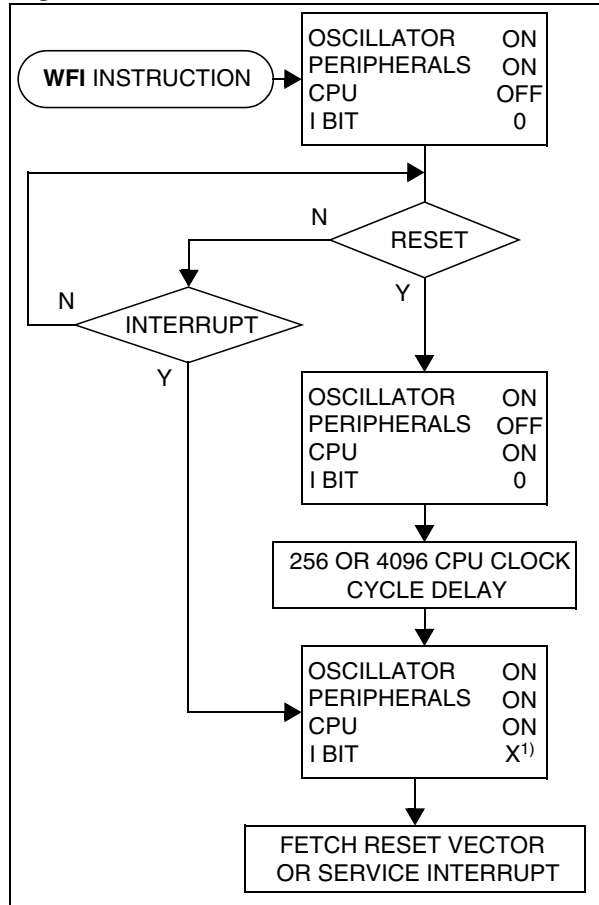 WFI INSTRUCTION
OSCILLATOR ON
PERIPHERALS ON
CPU OFF
I BIT 0
N
RESET
Y
N
INTERRUPT
Y
OSCILLATOR ON
PERIPHERALS OFF
CPU ON
I BIT 0
256 OR 4096 CPU CLOCK
CYCLE DELAY
OSCILLATOR ON
PERIPHERALS ON
CPU ON
I BIT X1)
FETCH RESET VECTOR
OR SERVICE INTERRUPT